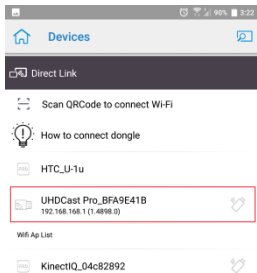 90% 3:22
Devices
Direct Link
Scan QRCode to connect Wi-Fi
How to connect dongle
HTC_U-1u
UHDCast Pro_BFA9E41B
192.168.168.1 (1.4898.0)
Wifi Ap List
KinectIQ_04c82892